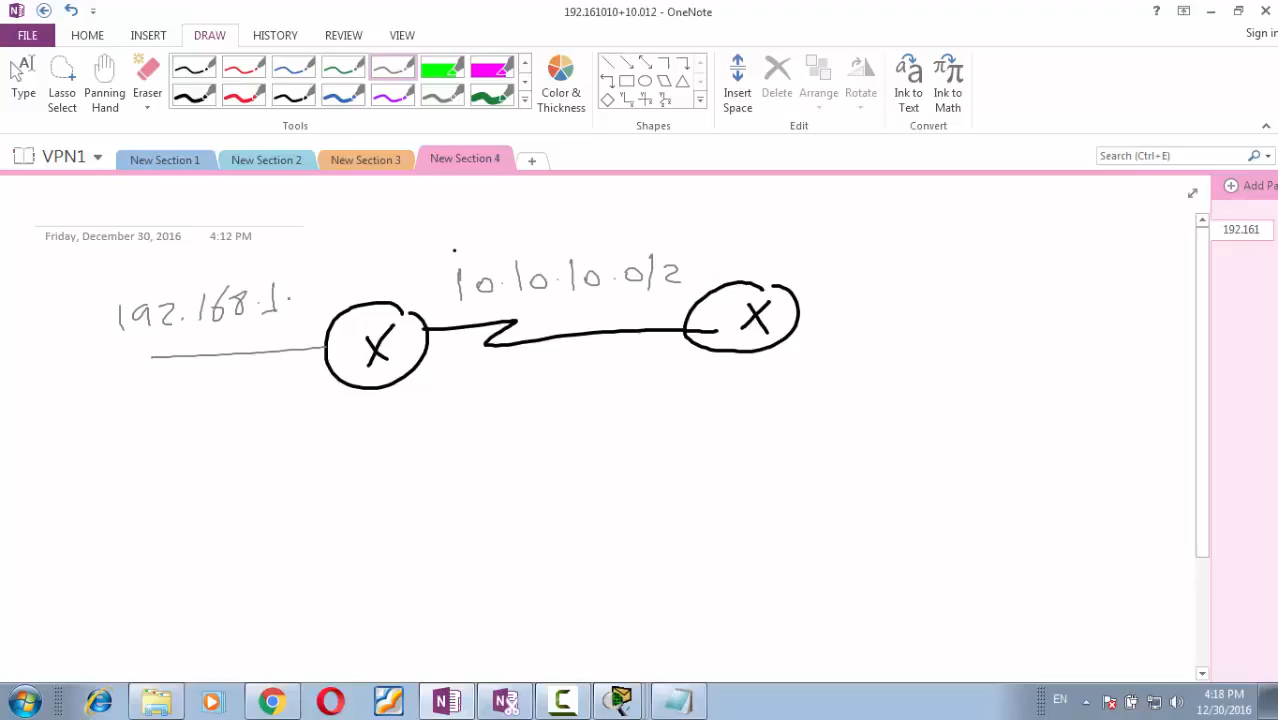 192.161010+10.012 - OneNote
Sign in
FILE HOME INSERT DRAW HISTORY REVIEW VIEW
Type
Lasso Select
Panning Hand
Eraser
Color & Thickness
Insert Space
Delete
Arrange
Rotate
Ink to Text
Ink to Math
Tools
Shapes
Edit
Convert
VPN1
New Section 1
New Section 2
New Section 3
New Section 4
Search (Ctrl+E)
Add Pa
192.161
Friday, December 30, 2016 4:12 PM
10.10.10.0/2
192.168.1.
X
X
EN
4:18 PM
12/30/2016